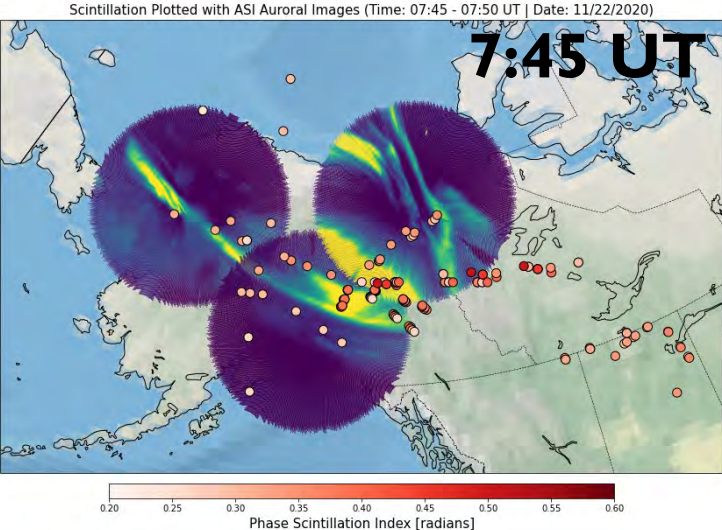 Scintillation Plotted with ASI Auroral Images (Time: 07:45 - 07:50 UT | Date: 11/22/2020)
7:45 UT
0.20 0.25 0.30 0.35 0.40 0.45 0.50 0.55 0.60
Phase Scintillation Index [radians]